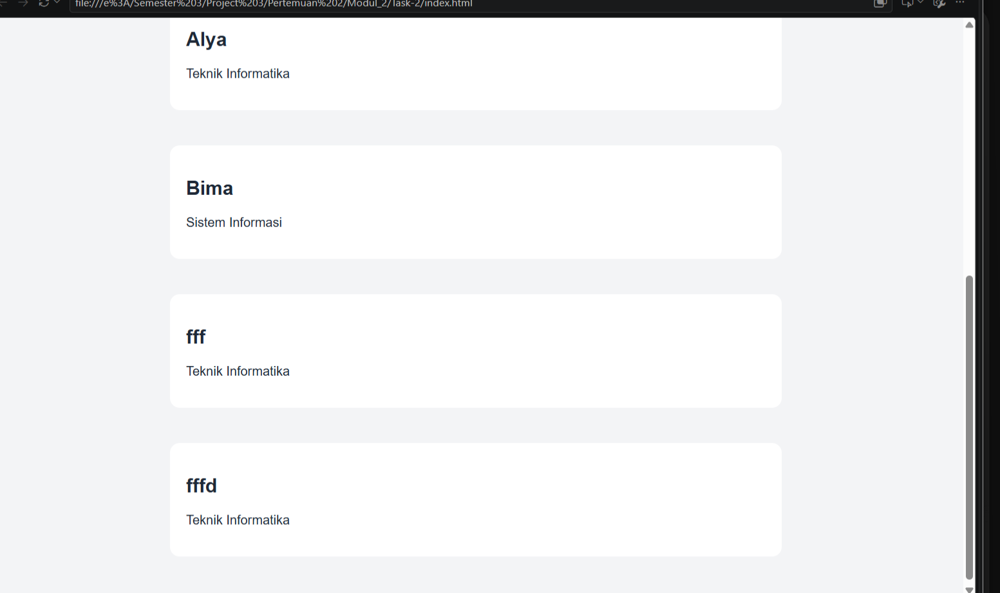 file:///e%3A/Semester%203/Project%203/Pertemuan%202/Modul_2/Task-2/index.html
Alya
Teknik Informatika
Bima
Sistem Informasi
fff
Teknik Informatika
fffd
Teknik Informatika